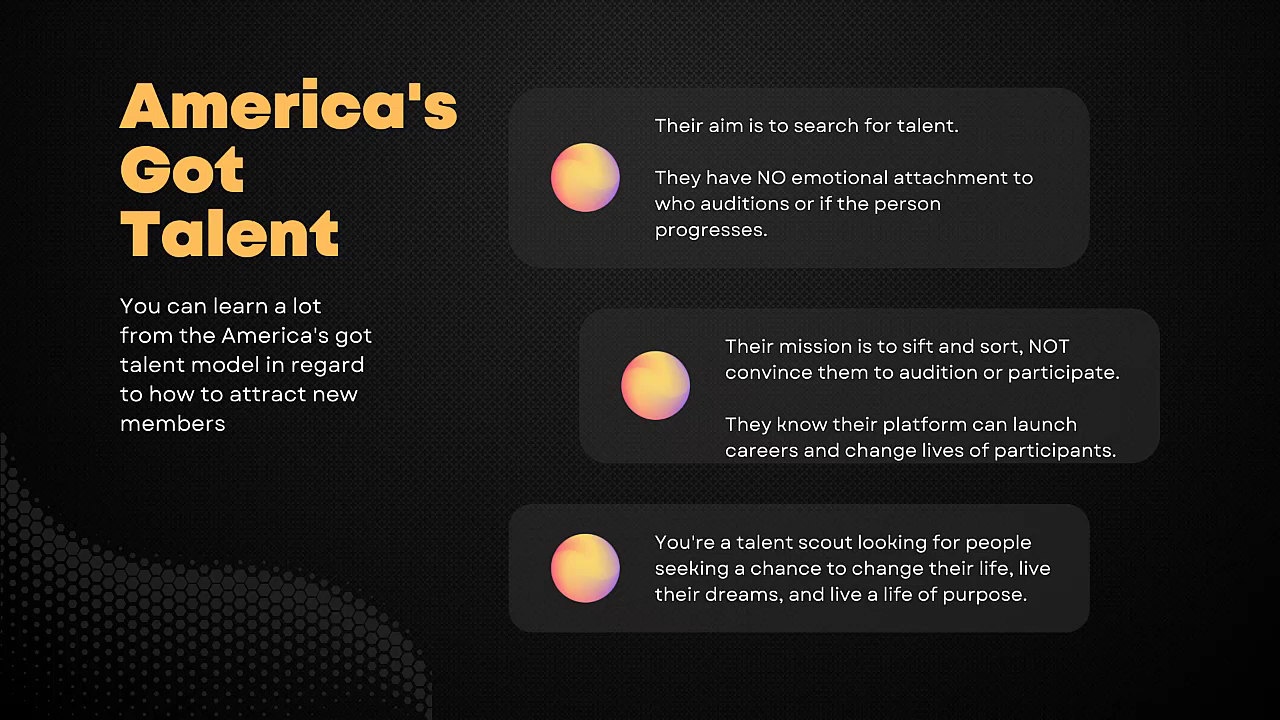 America's
Got
Talent
You can learn a lot
from the America's got
talent model in regard
to how to attract new
members
Their aim is to search for talent.
They have NO emotional attachment to
who auditions or if the person
progresses.
Their mission is to sift and sort, NOT
convince them to audition or participate.
They know their platform can launch
careers and change lives of participants.
You're a talent scout looking for people
seeking a chance to change their life, live
their dreams, and live a life of purpose.